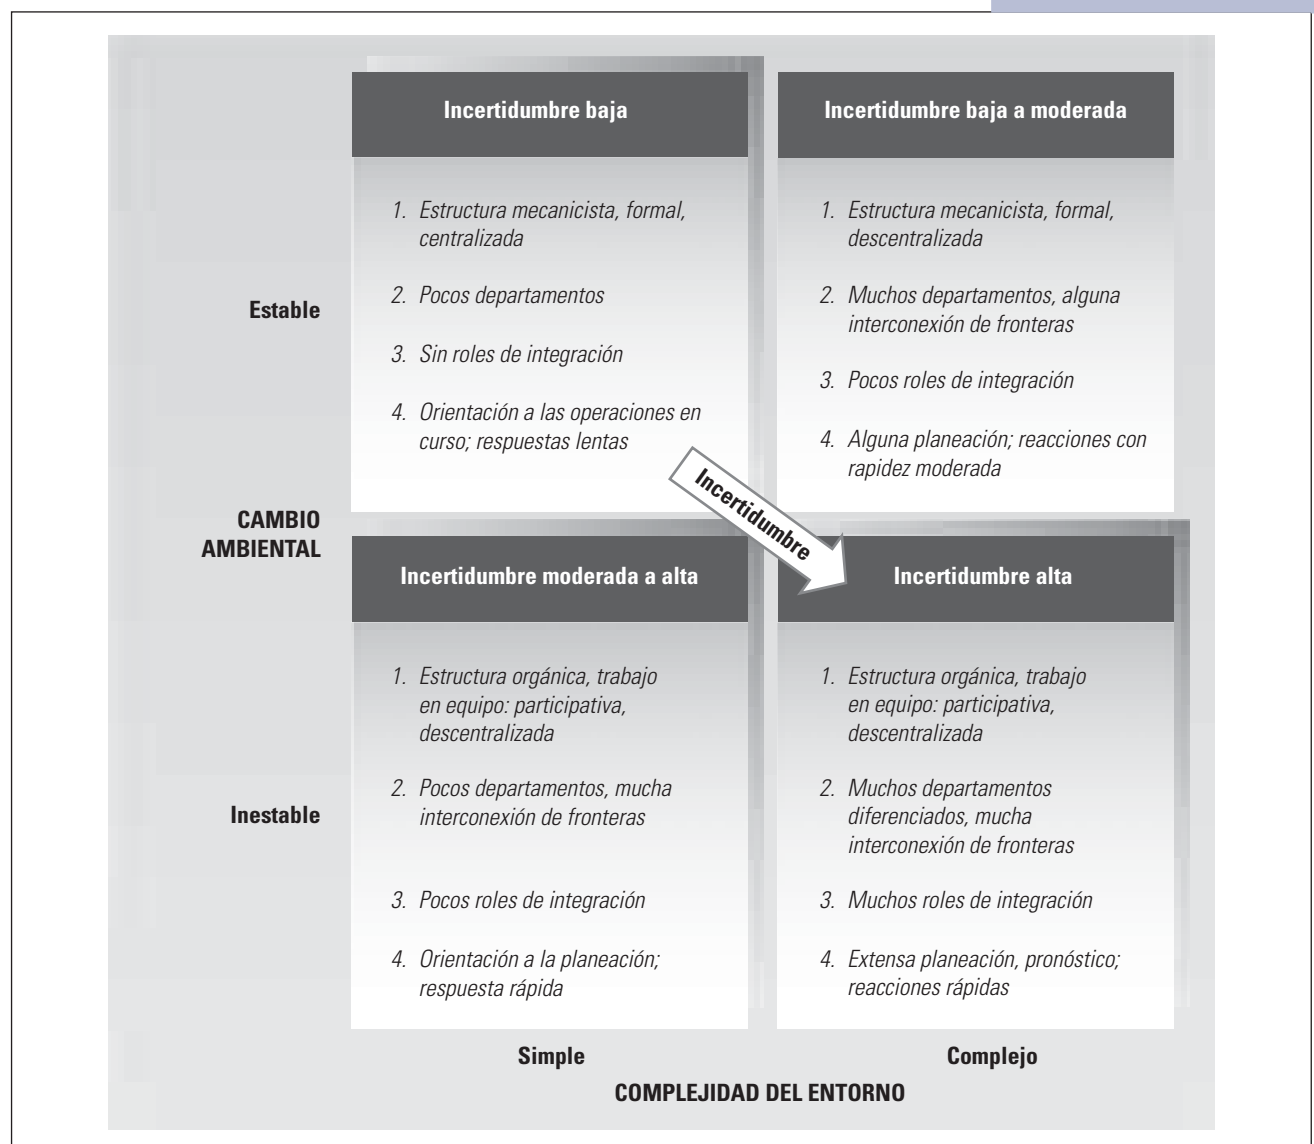 Incertidumbre baja
1. Estructura mecanicista, formal,
centralizada
2. Pocos departamentos
3. Sin roles de integración
4. Orientación a las operaciones en
curso; respuestas lentas
Incertidumbre baja a moderada
1. Estructura mecanicista, formal,
descentralizada
2. Muchos departamentos, alguna
interconexión de fronteras
3. Pocos roles de integración
4. Alguna planeación; reacciones con
rapidez moderada
Estable
CAMBIO
AMBIENTAL
Incertidumbre
Incertidumbre moderada a alta
1. Estructura orgánica, trabajo
en equipo: participativa,
descentralizada
2. Pocos departamentos, mucha
interconexión de fronteras
3. Pocos roles de integración
4. Orientación a la planeación;
respuesta rápida
Incertidumbre alta
1. Estructura orgánica, trabajo
en equipo: participativa,
descentralizada
2. Muchos departamentos
diferenciados, mucha
interconexión de fronteras
3. Muchos roles de integración
4. Extensa planeación, pronóstico;
reacciones rápidas
Inestable
Simple
Complejo
COMPLEJIDAD DEL ENTORNO